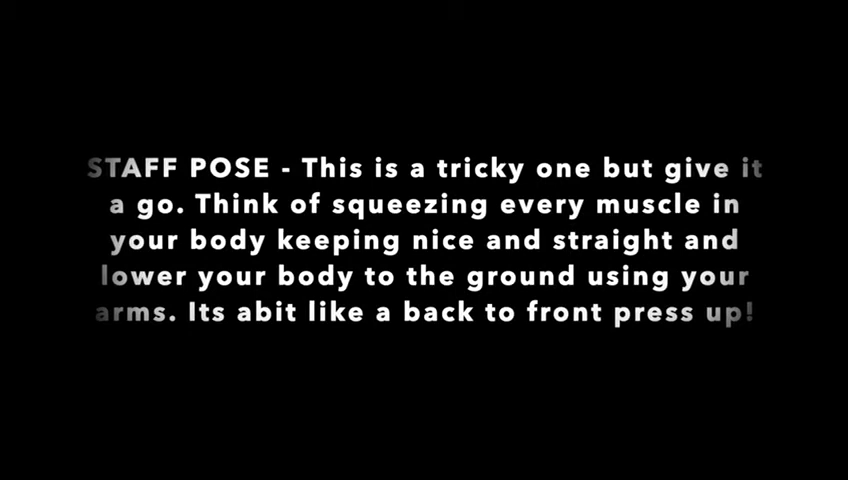 STAFF POSE - This is a tricky one but give it
a go. Think of squeezing every muscle in
your body keeping nice and straight and
lower your body to the ground using your
arms. Its abit like a back to front press up!